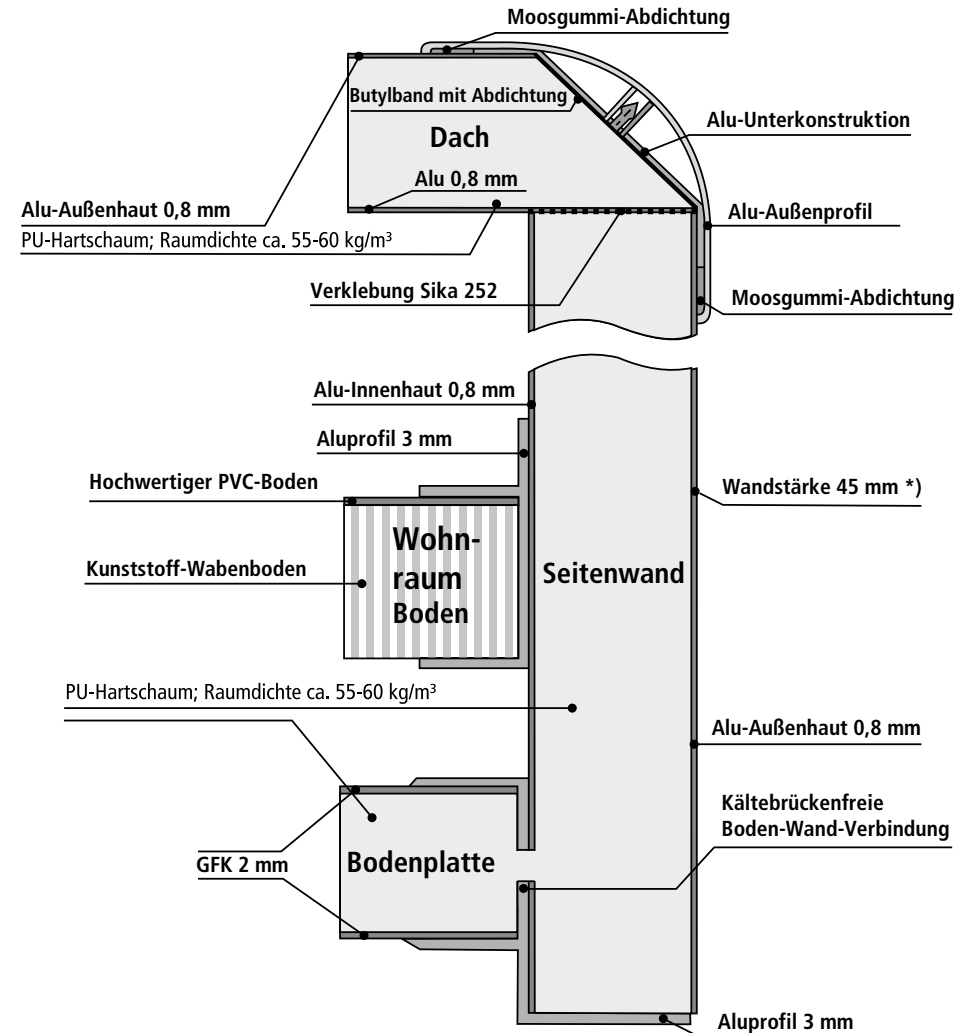 Moosgummi-Abdichtung
Butylband mit Abdichtung
Alu-Unterkonstruktion
Dach
Alu 0,8 mm
Alu-Außenhaut 0,8 mm
Alu-Außenprofil
PU-Hartschaum; Raumdichte ca. 55-60 kg/m³
Verklebung Sika 252
Moosgummi-Abdichtung
Alu-Innenhaut 0,8 mm
Aluprofil 3 mm
Hochwertiger PVC-Boden
Wandstärke 45 mm *)
Wohn-
raum
Boden
Kunststoff-Wabenboden
Seitenwand
PU-Hartschaum; Raumdichte ca. 55-60 kg/m³
Alu-Außenhaut 0,8 mm
Kältebrückenfreie
Boden-Wand-Verbindung
Bodenplatte
GFK 2 mm
Aluprofil 3 mm